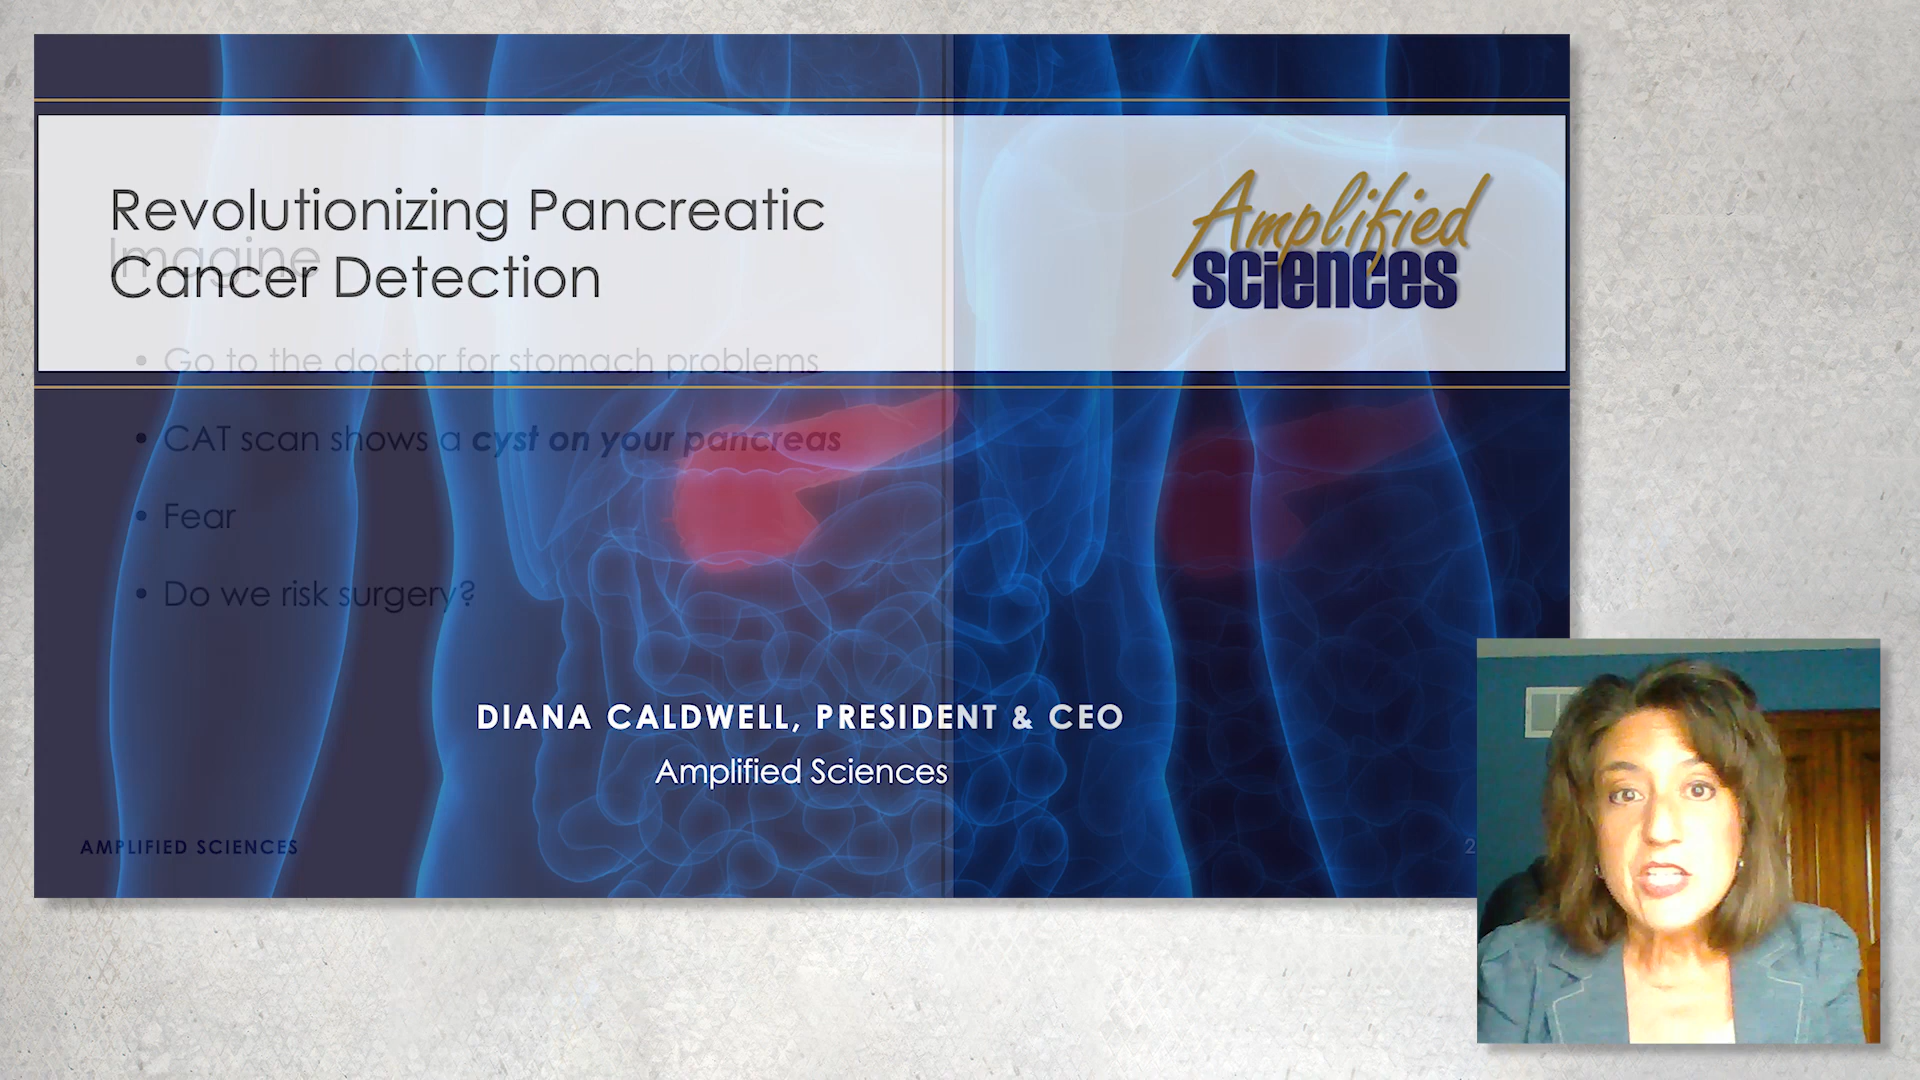 Revolutionizing Pancreatic
Cancer Detection
Amplified
sciences
Imagine
• Go to the doctor for stomach problems
• CAT scan shows a cyst on your pancreas
• Fear
• Do we risk surgery?
DIANA CALDWELL, PRESIDENT & CEO
Amplified Sciences
AMPLIFIED SCIENCES
2